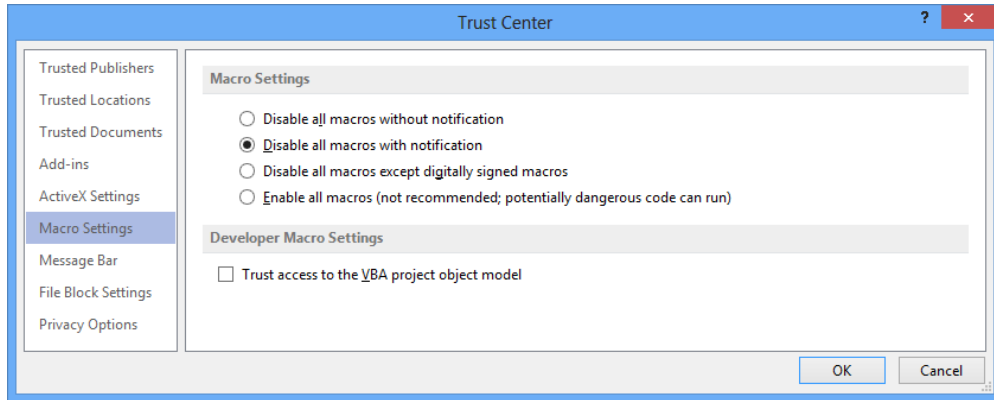 Trust Center
?
Trusted Publishers
Trusted Locations
Trusted Documents
Add-ins
ActiveX Settings
Macro Settings
Message Bar
File Block Settings
Privacy Options
Macro Settings
Disable all macros without notification
Disable all macros with notification
Disable all macros except digitally signed macros
Enable all macros (not recommended; potentially dangerous code can run)
Developer Macro Settings
Trust access to the VBA project object model
OK
Cancel